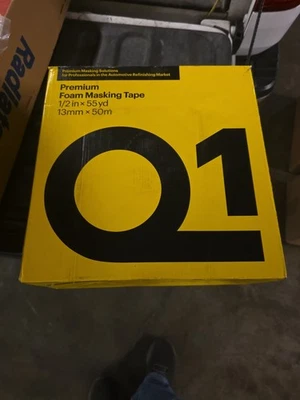 Premium Masking Solutions
for Professionals in the Automotive Refinishing Market
Premium
Foam Masking Tape
1/2 in × 55 yd
13mm × 50m
Q1
Radiat